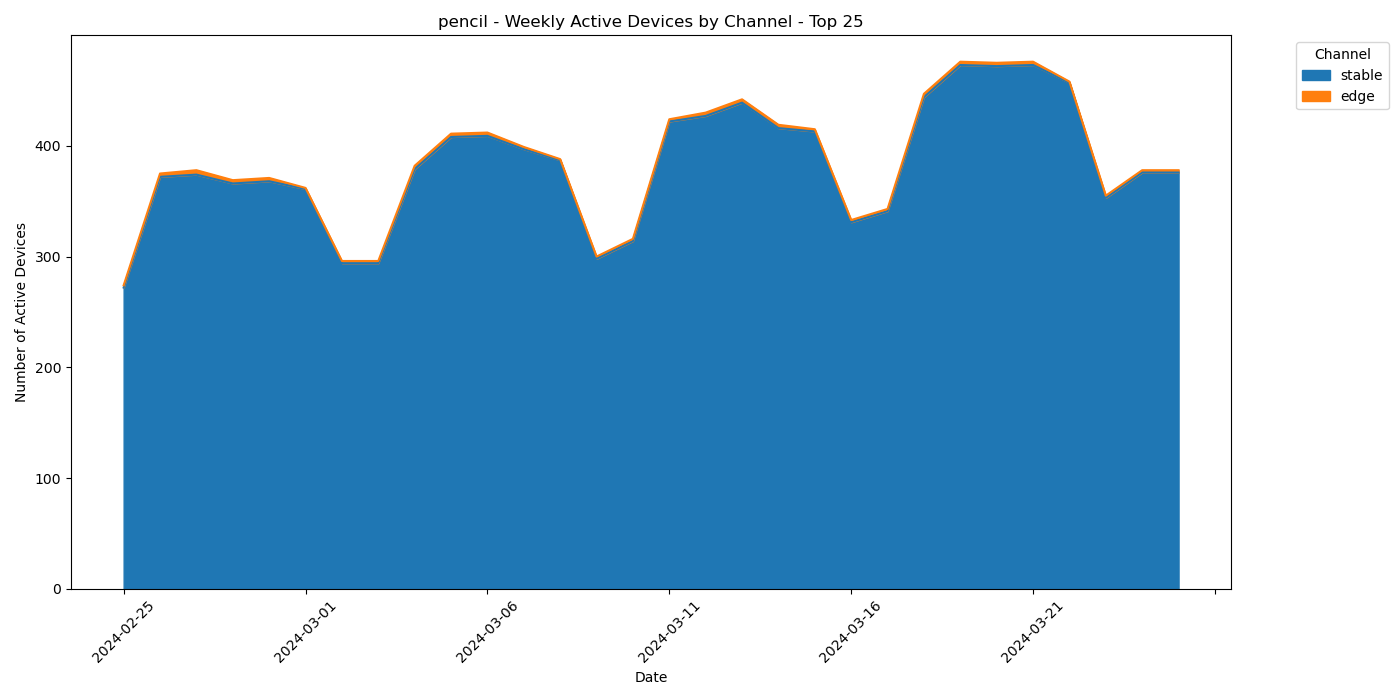 pencil - Weekly Active Devices by Channel - Top 25
Channel
stable
edge
Number of Active Devices
400
300
200
100
0
2024-02-25
2024-03-01
2024-03-06
2024-03-11
2024-03-16
2024-03-21
Date